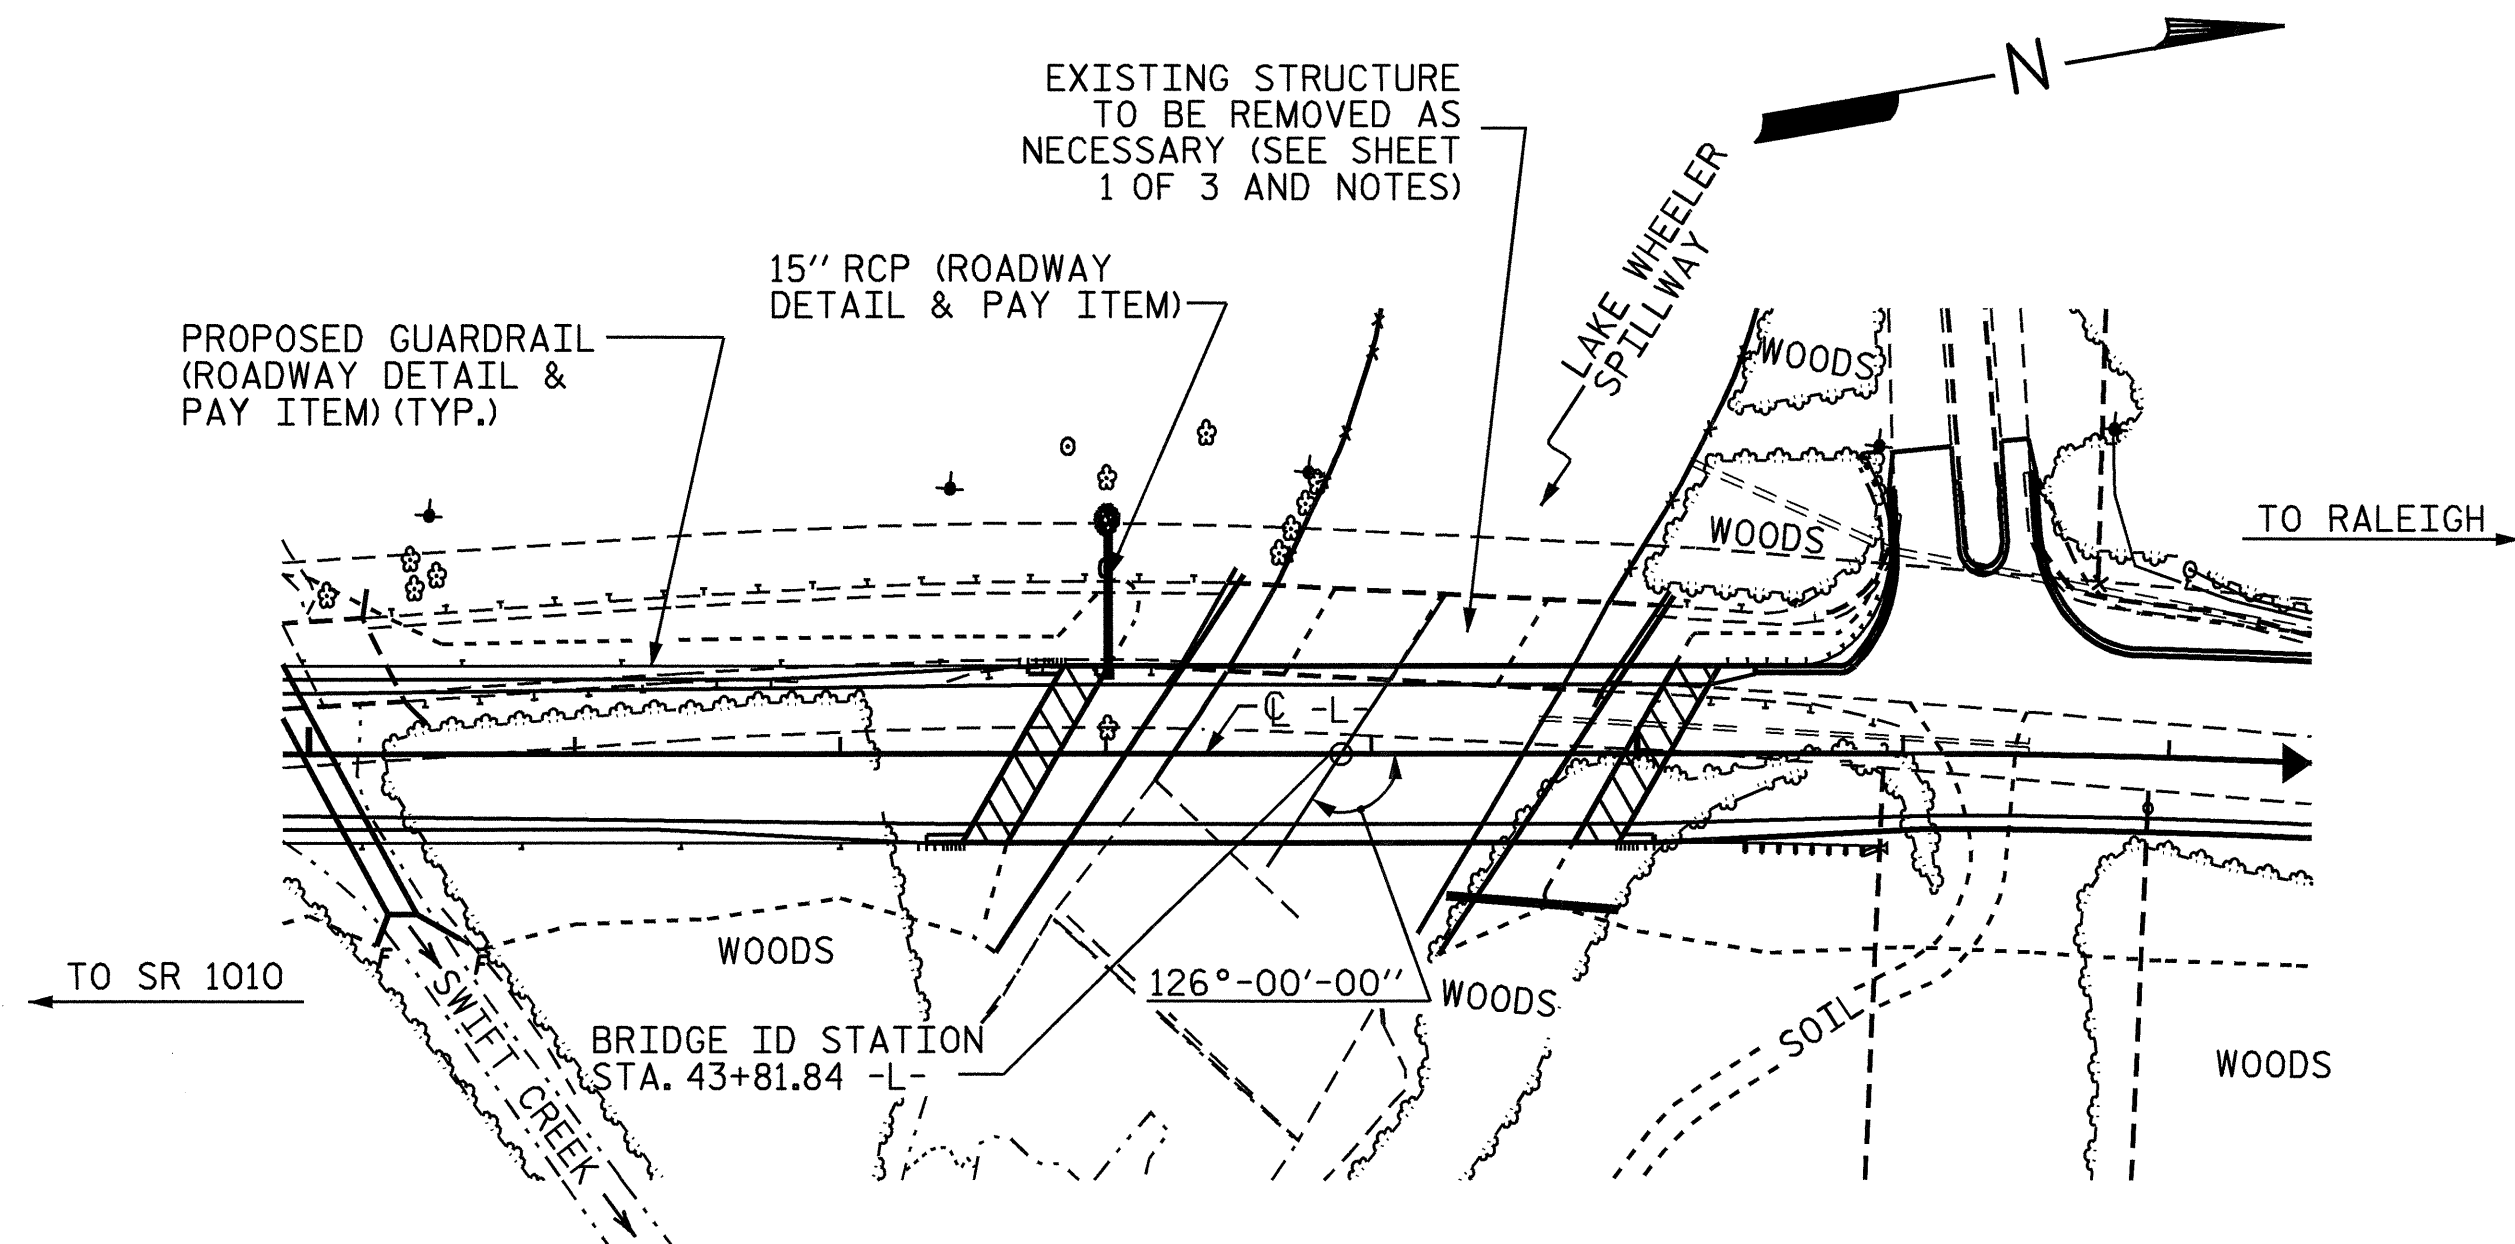 N
EXISTING STRUCTURE
TO BE REMOVED AS
NECESSARY (SEE SHEET
1 OF 3 AND NOTES)
LAKE WHEELER
SPILLWAY
15" RCP (ROADWAY
DETAIL & PAY ITEM)
PROPOSED GUARDRAIL
(ROADWAY DETAIL &
PAY ITEM) (TYP.)
WOODS
WOODS
TO RALEIGH
℄ -L-
WOODS
TO SR 1010
126°-00'-00"
WOODS
SWIFT CREEK
BRIDGE ID STATION
STA. 43+81.84 -L-
SOIL
WOODS
F
F